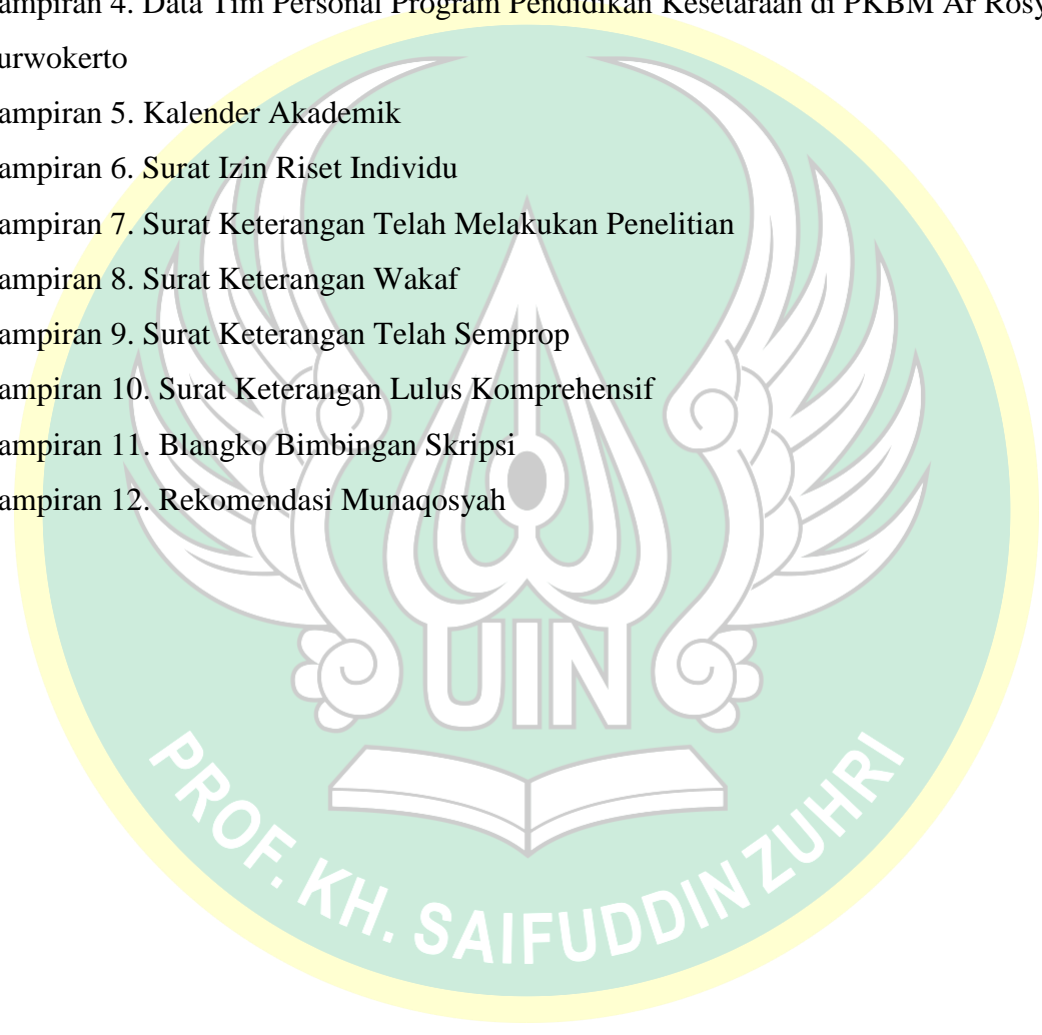 ampiran 4. Data Tim Personal Program Pendidikan Kesetaraan di PKBM Ar Rosy
urwokerto
ampiran 5. Kalender Akademik
ampiran 6. Surat Izin Riset Individu
ampiran 7. Surat Keterangan Telah Melakukan Penelitian
ampiran 8. Surat Keterangan Wakaf
ampiran 9. Surat Keterangan Telah Semprop
ampiran 10. Surat Keterangan Lulus Komprehensif
ampiran 11. Blangko Bimbingan Skripsi
ampiran 12. Rekomendasi Munaqosyah
UIN
PROF. KH. SAIFUDDIN ZUHRI